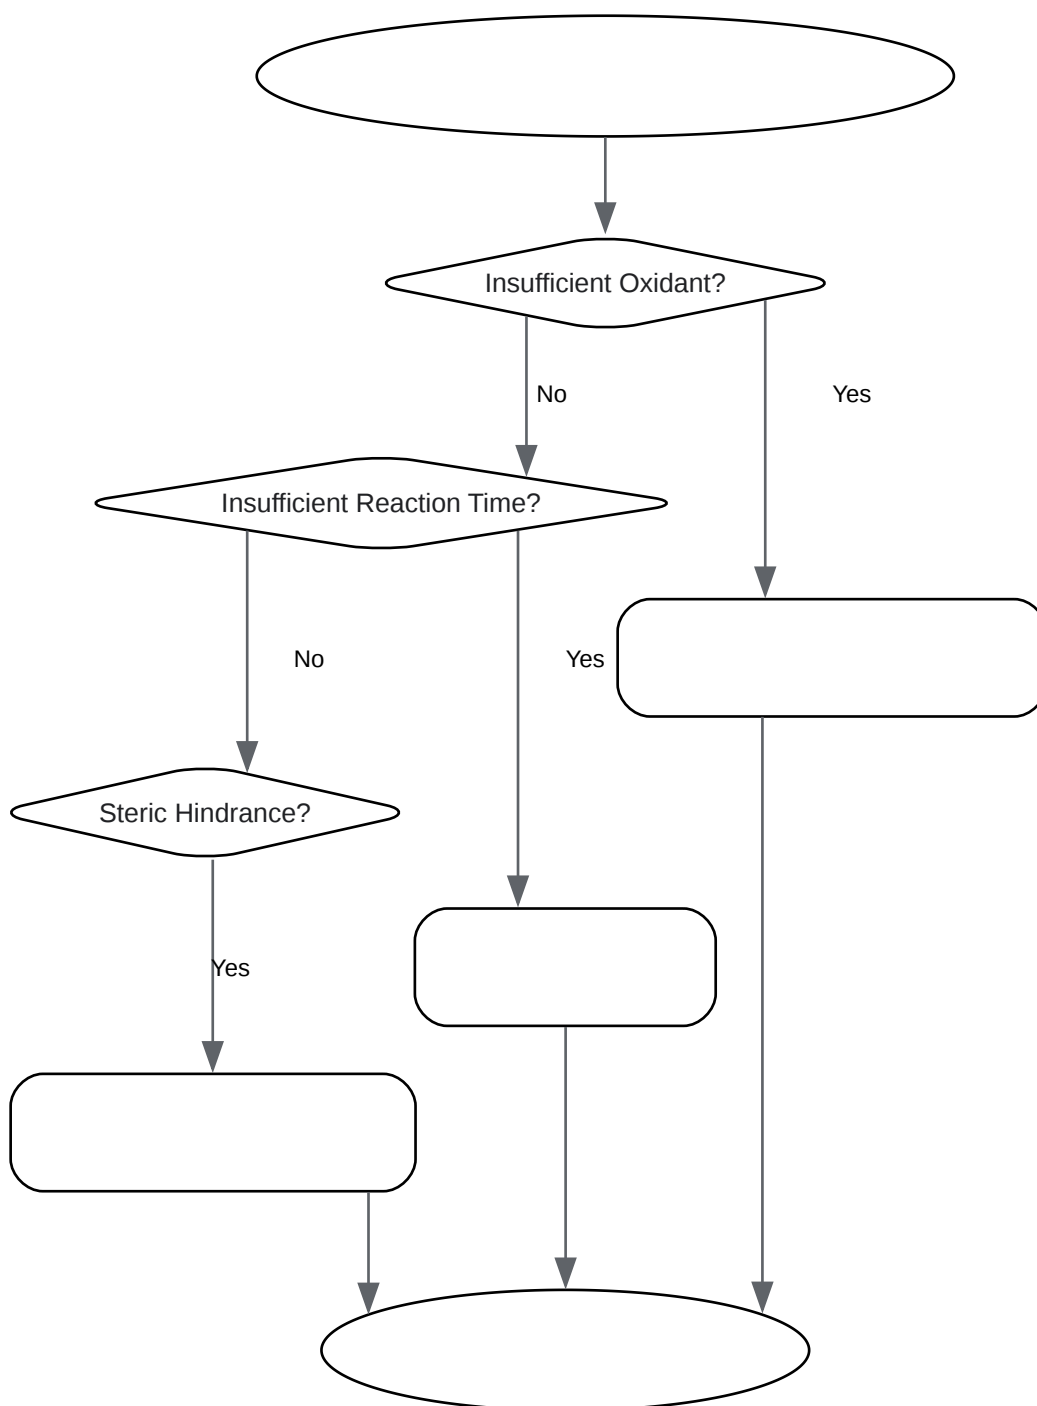 Insufficient Oxidant?
No
Yes
Insufficient Reaction Time?
No
Yes
Steric Hindrance?
Yes